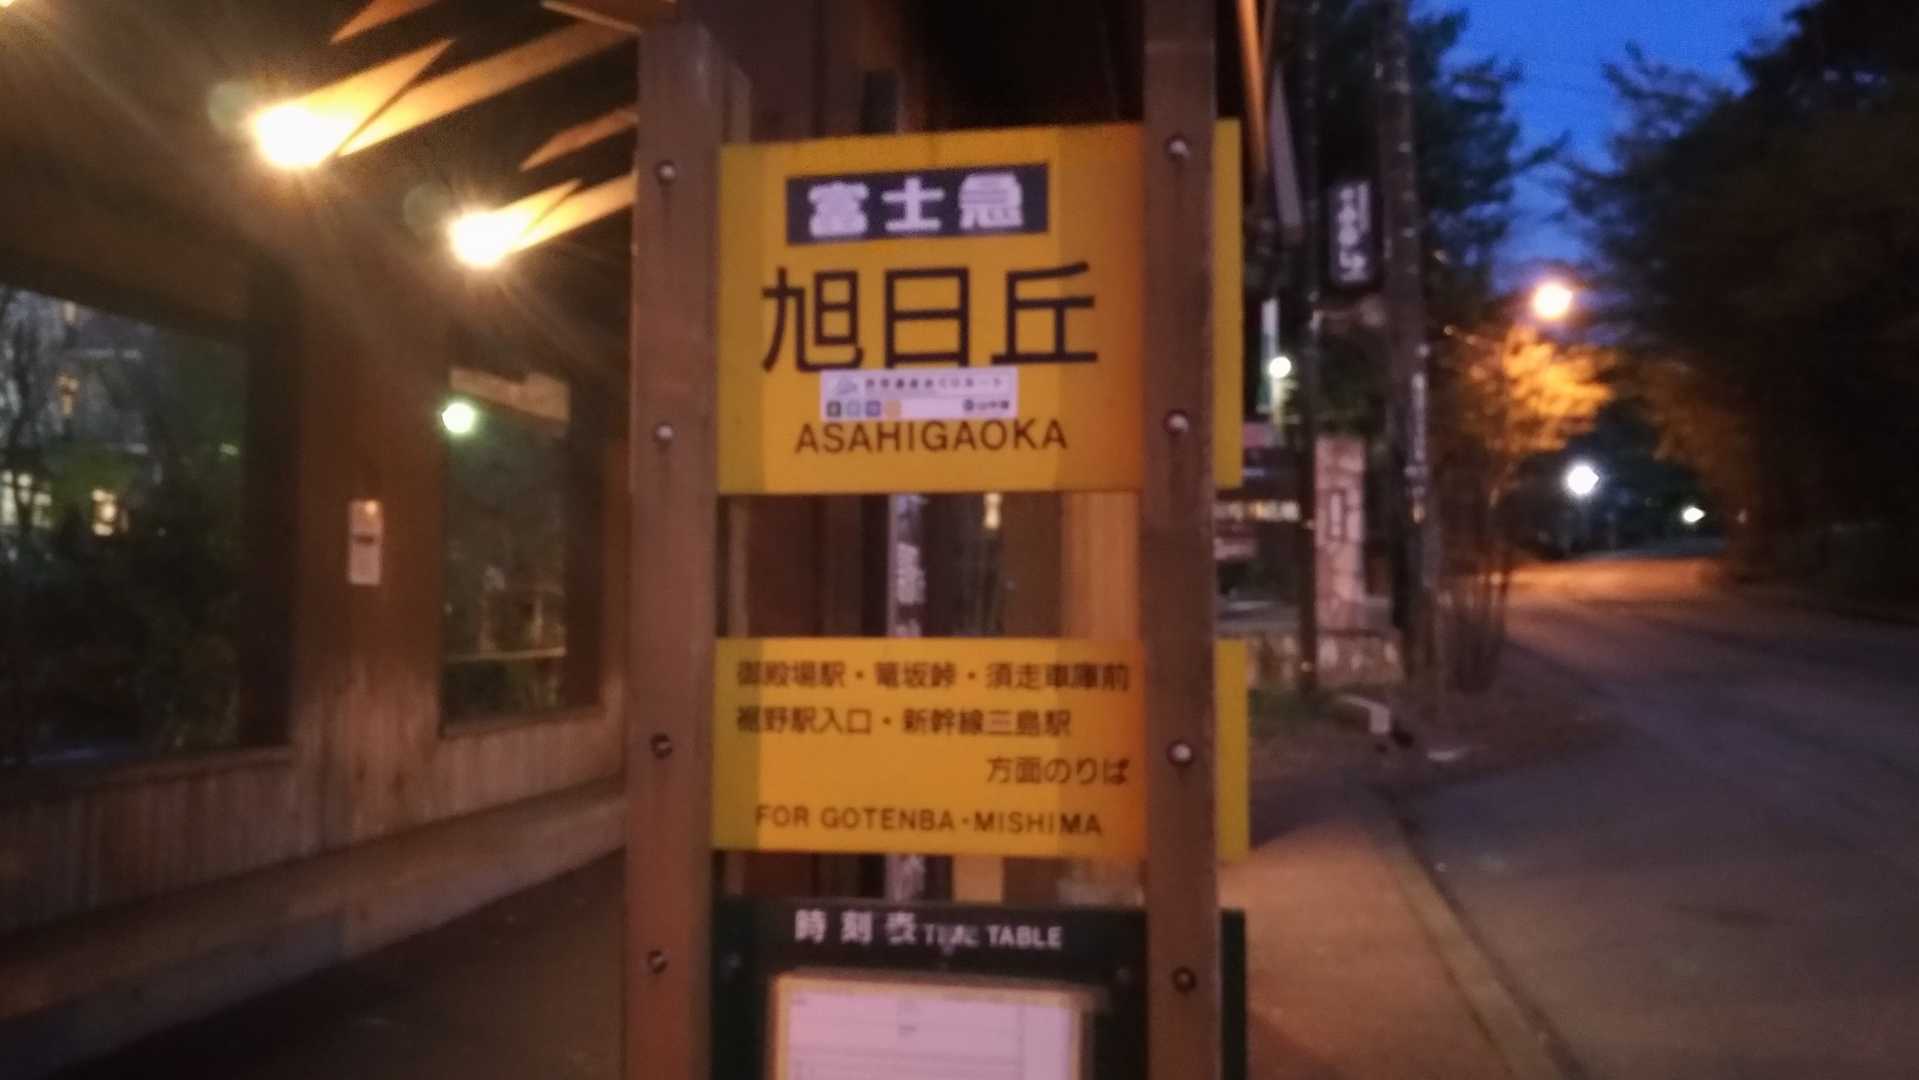 富士急
旭日丘
ASAHIGAOKA
御殿場駅・篭坂峠・須走車庫前
裾野駅入口・新幹線三島駅
方面のりば
FOR GOTENBA・MISHIMA
時刻表 TIME TABLE